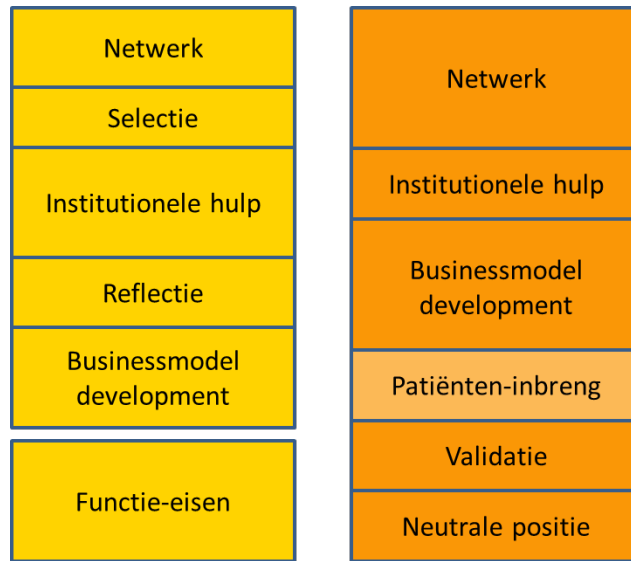 Netwerk
Selectie
Institutionele hulp
Reflectie
Businessmodel
development
Functie-eisen
Netwerk
Institutionele hulp
Businessmodel
development
Patiënten-inbreng
Validatie
Neutrale positie